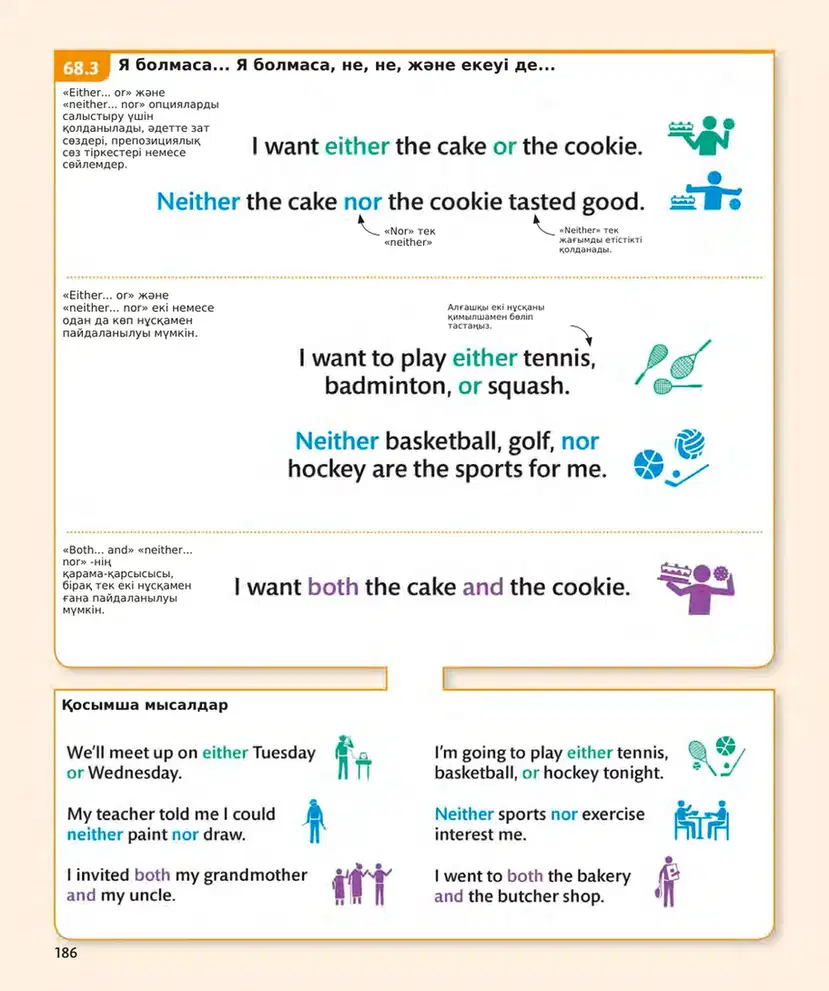 68.3 Я болмаса... Я болмаса, не, не, және екеуі де...
«Either... or» және
«neither... nor» опцияларды
салыстыру үшін
қолданылады, әдетте зат
сөздері, препозициялық
сөз тіркестері немесе
сөйлемдер.
I want either the cake or the cookie.
Neither the cake nor the cookie tasted good.
«Nor» тек
«neither»
«Neither» тек
жағымды етістікті
қолданады.
«Either... or» және
«neither... nor» екі немесе
одан да көп нұсқамен
пайдаланылуы мүмкін.
Алғашқы екі нұсқаны
қимылшамен бөліп
тастаңыз.
I want to play either tennis,
badminton, or squash.
Neither basketball, golf, nor
hockey are the sports for me.
«Both... and» «neither...
nor» -нің
қарама-қарсысысы,
бірақ тек екі нұсқамен
ғана пайдаланылуы
мүмкін.
I want both the cake and the cookie.
Қосымша мысалдар
We'll meet up on either Tuesday
or Wednesday.
My teacher told me I could
neither paint nor draw.
I invited both my grandmother
and my uncle.
I'm going to play either tennis,
basketball, or hockey tonight.
Neither sports nor exercise
interest me.
I went to both the bakery
and the butcher shop.
186